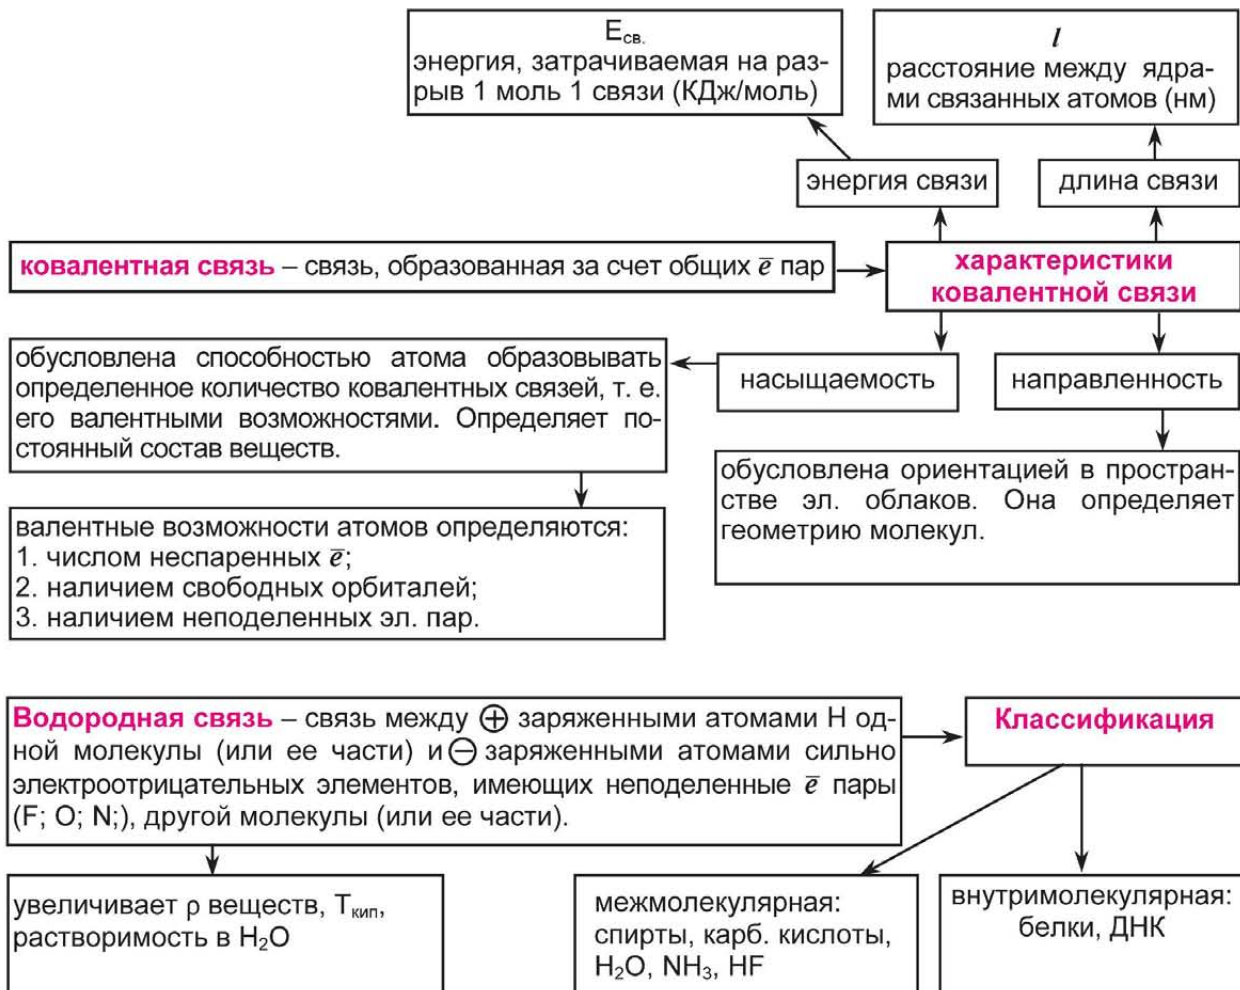 Eсв.
энергия, затрачиваемая на раз-
рыв 1 моль 1 связи (КДж/моль)
l
расстояние между ядра-
ми связанных атомов (нм)
энергия связи
длина связи
ковалентная связь – связь, образованная за счет общих ē пар
характеристики
ковалентной связи
обусловлена способностью атома образовывать
определенное количество ковалентных связей, т. е.
его валентными возможностями. Определяет по-
стоянный состав веществ.
насыщаемость
направленность
обусловлена ориентацией в простран-
стве эл. облаков. Она определяет
геометрию молекул.
валентные возможности атомов определяются:
1. числом неспаренных ē;
2. наличием свободных орбиталей;
3. наличием неподеленных эл. пар.
Водородная связь – связь между ⊕ заряженными атомами Н од-
ной молекулы (или ее части) и ⊖ заряженными атомами сильно
электроотрицательных элементов, имеющих неподеленные ē пары
(F; O; N;), другой молекулы (или ее части).
Классификация
увеличивает ρ веществ, Tкип,
растворимость в H₂O
межмолекулярная:
спирты, карб. кислоты,
H₂O, NH₃, HF
внутримолекулярная:
белки, ДНК